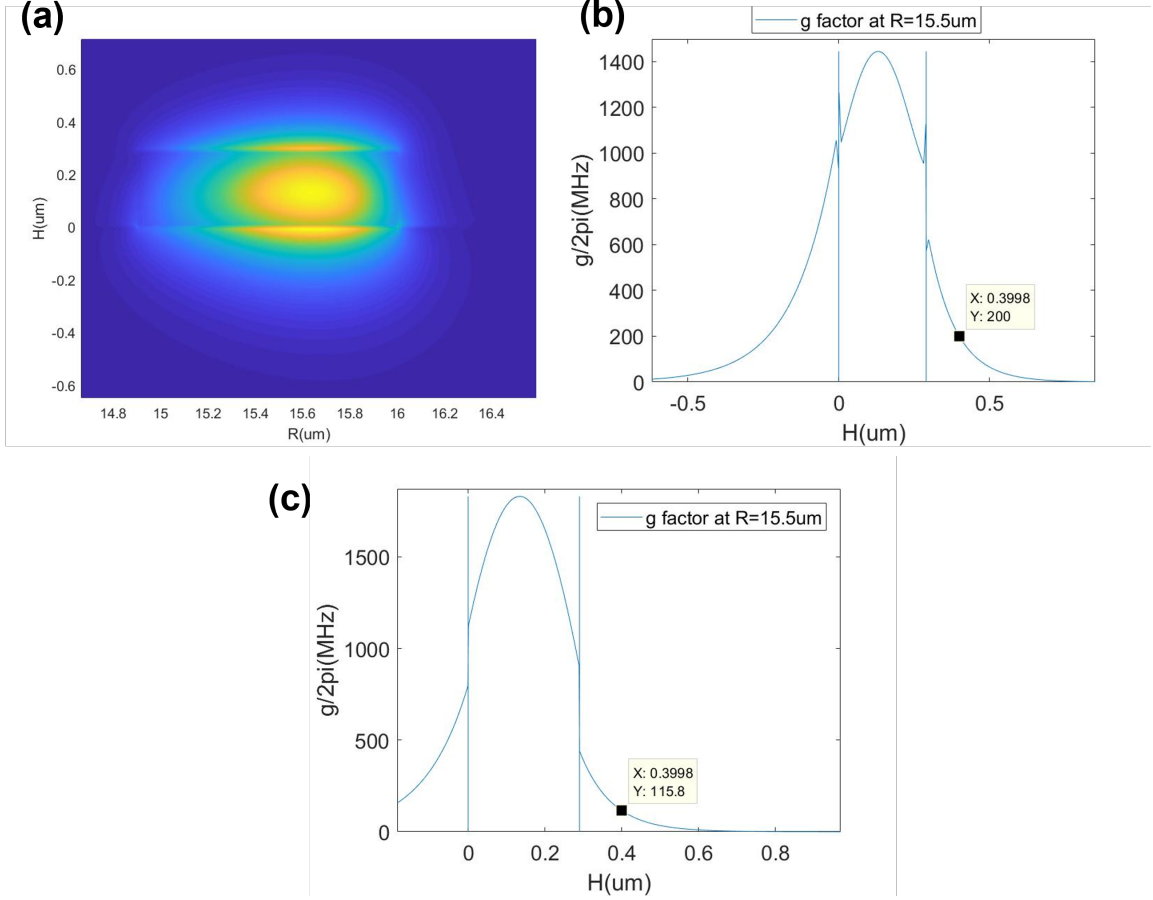 (a)
0.6
0.4
0.2
0
-0.2
-0.4
-0.6
H(um)
14.8 15 15.2 15.4 15.6 15.8 16 16.2 16.4
R(um)
(b)
g factor at R=15.5um
1400
1200
1000
800
600
400
200
0
g/2pi(MHz)
X: 0.3998
Y: 200
-0.5 0 0.5
H(um)
(c)
g factor at R=15.5um
1500
1000
500
0
g/2pi(MHz)
X: 0.3998
Y: 115.8
0 0.2 0.4 0.6 0.8
H(um)